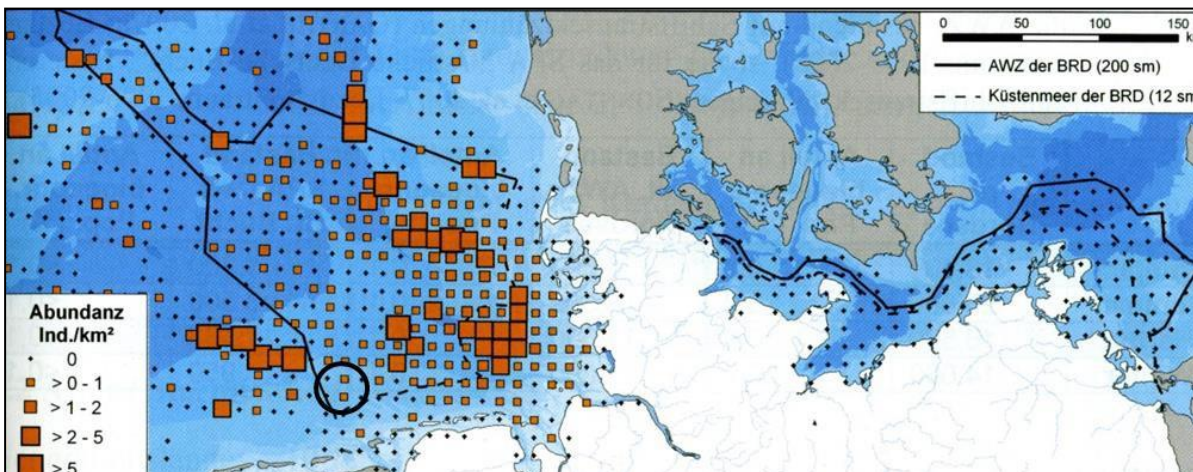 0 50 100 150
k
AWZ der BRD (200 sm)
Küstenmeer der BRD (12 sm
Abundanz
Ind./km²
0
> 0 - 1
> 1 - 2
> 2 - 5
> 5